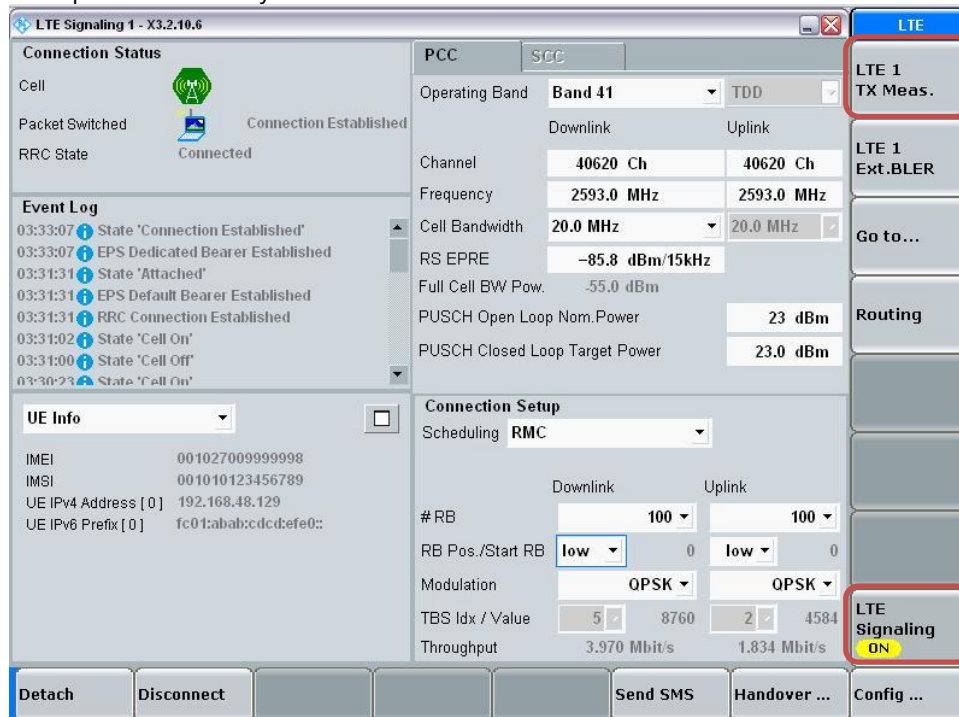 LTE Signaling 1 - X3.2.10.6
LTE
Connection Status
Cell
Packet Switched Connection Established
RRC State Connected
Event Log
03:33:07 State 'Connection Established'
03:33:07 EPS Dedicated Bearer Established
03:31:31 State 'Attached'
03:31:31 EPS Default Bearer Established
03:31:31 RRC Connection Established
03:31:02 State 'Cell On'
03:31:00 State 'Cell Off'
03:30:23 State 'Cell On'
UE Info
IMEI 001027009999998
IMSI 001010123456789
UE IPv4 Address [ 0 ] 192.168.48.129
UE IPv6 Prefix [ 0 ] fc01:abab:cdcd:efe0::
PCC SCC
Operating Band Band 41 TDD
Downlink Uplink
Channel 40620 Ch 40620 Ch
Frequency 2593.0 MHz 2593.0 MHz
Cell Bandwidth 20.0 MHz 20.0 MHz
RS EPRE −85.8 dBm/15kHz
Full Cell BW Pow. -55.0 dBm
PUSCH Open Loop Nom.Power 23 dBm
PUSCH Closed Loop Target Power 23.0 dBm
Connection Setup
Scheduling RMC
Downlink Uplink
# RB 100 100
RB Pos./Start RB low 0 low 0
Modulation QPSK QPSK
TBS Idx / Value 5 8760 2 4584
Throughput 3.970 Mbit/s 1.834 Mbit/s
LTE 1
TX Meas.
LTE 1
Ext.BLER
Go to...
Routing
LTE
Signaling
ON
Detach Disconnect Send SMS Handover ... Config ...